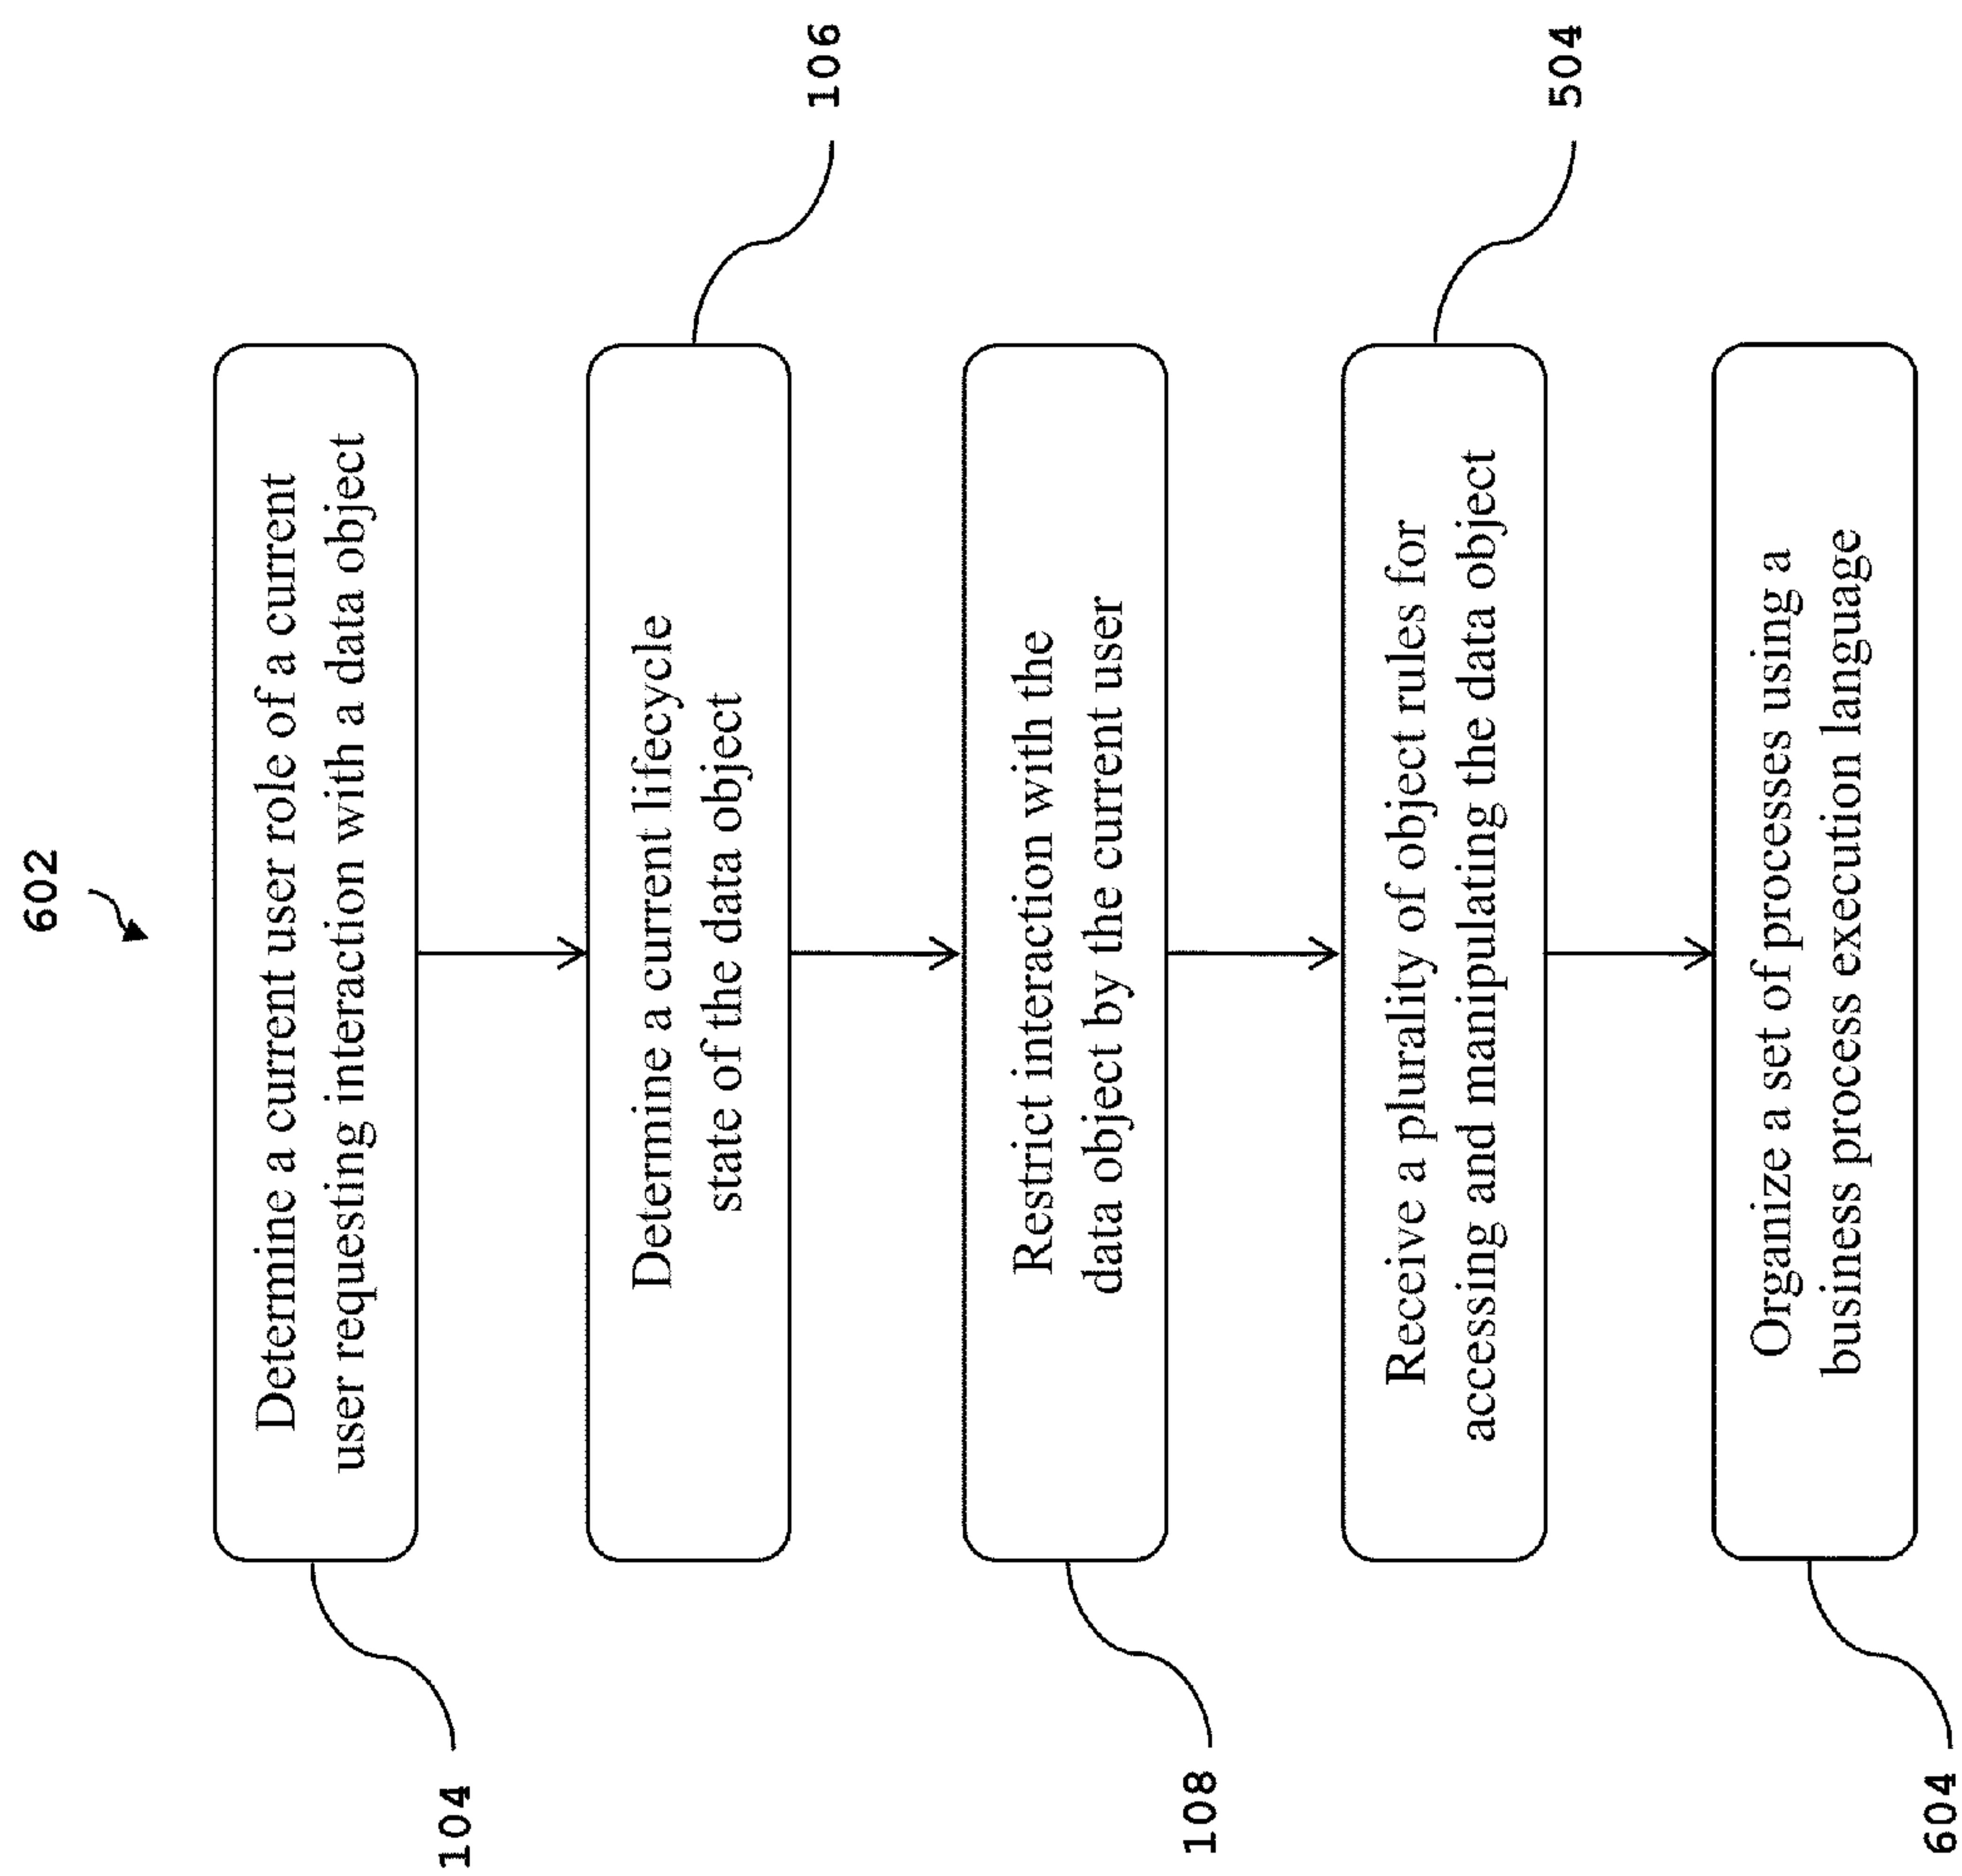 602
Determine a current user role of a current
user requesting interaction with a data object
104
Determine a current lifecycle
state of the data object
106
Restrict interaction with the
data object by the current user
108
Receive a plurality of object rules for
accessing and manipulating the data object
504
Organize a set of processes using a
business process execution language
604